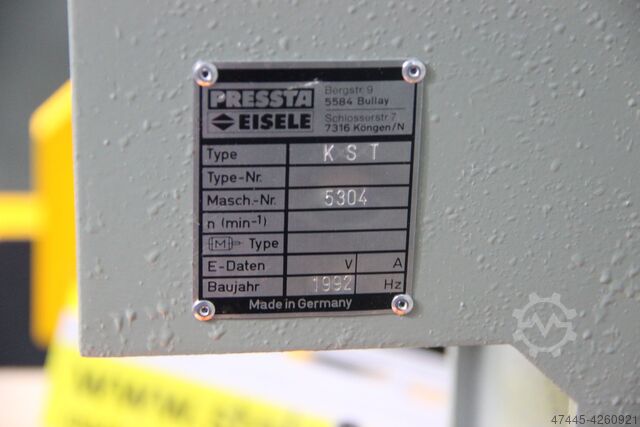 PRESSTA
EISELE
Bergstr. 9
5584 Bullay
Schlosserstr. 7
7316 Köngen/N
Type K S T
Type-Nr.
Masch.-Nr. 5304
n (min-¹)
M Type
E-Daten V A
Baujahr 1992 Hz
Made in Germany
47445-4260921